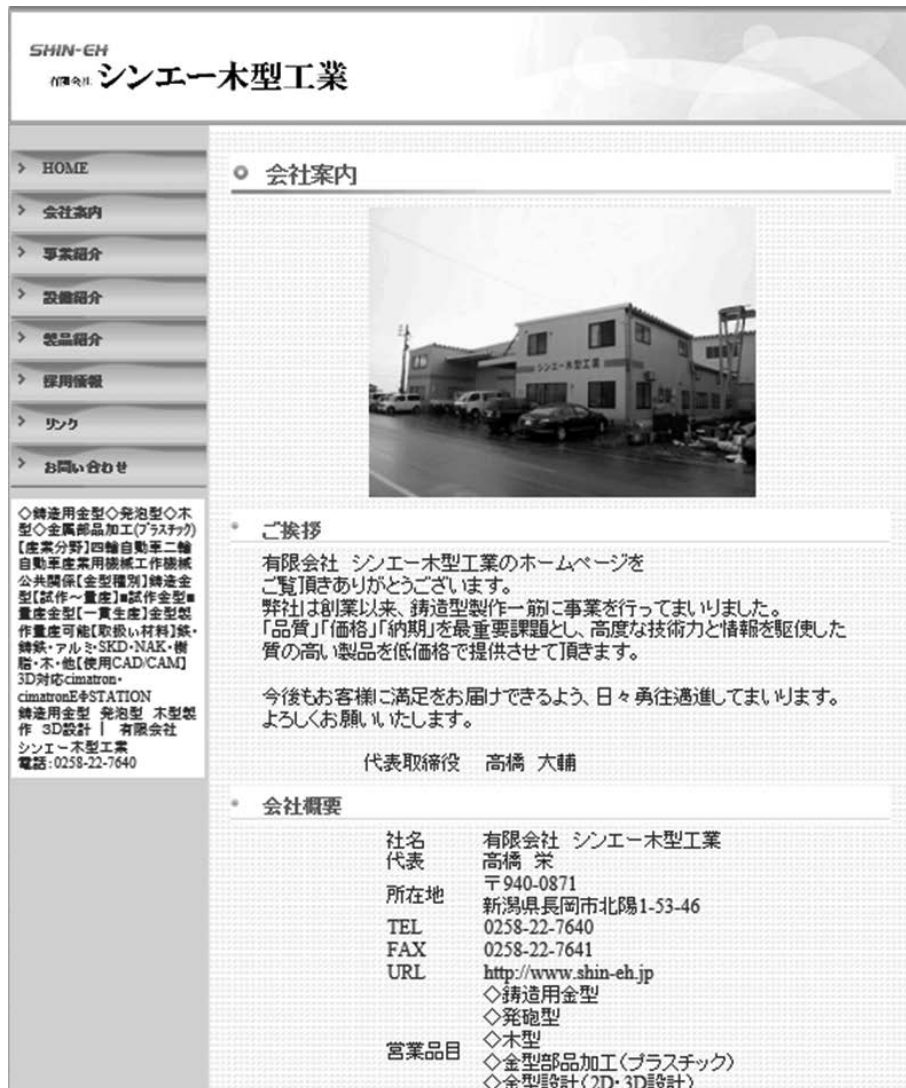 SHIN-EH
有限会社 シンエー木型工業
HOME
会社案内
事業紹介
設備紹介
製品紹介
採用情報
リンク
お問い合わせ
◇鋳造用金型◇発泡型◇木
型◇金属部品加工(プラスチック)
【産業分野】四輪自動車二輪
自動車産業用機械工作機械
公共関係【金型種別】鋳造金
型【試作～量産】■試作金型■
量産金型【一貫生産】金型製
作量産可能【取扱い材料】鉄・
鋳鉄・アルミ・SKD・NAK・樹
脂・木・他【使用CAD/CAM】
3D対応cimatron・
cimatronE・φSTATION
鋳造用金型 発泡型 木型製
作 3D設計 | 有限会社
シンエー木型工業
電話：0258-22-7640
会社案内
シンエー木型工業
ご挨拶
有限会社 シンエー木型工業のホームページを
ご覧頂きありがとうございます。
弊社は創業以来、鋳造型製作一筋に事業を行ってまいりました。
「品質」「価格」「納期」を最重要課題とし、高度な技術力と情報を駆使した
質の高い製品を低価格で提供させて頂きます。
今後もお客様に満足をお届けできるよう、日々勇往邁進してまいります。
よろしくお願いいたします。
代表取締役 高橋 大輔
会社概要
社名 有限会社 シンエー木型工業
代表 高橋 栄
所在地 〒940-0871
新潟県長岡市北陽1-53-46
TEL 0258-22-7640
FAX 0258-22-7641
URL http://www.shin-eh.jp
営業品目 ◇鋳造用金型
◇発砲型
◇木型
◇金型部品加工(プラスチック)
◇金型設計(2D・3D設計)